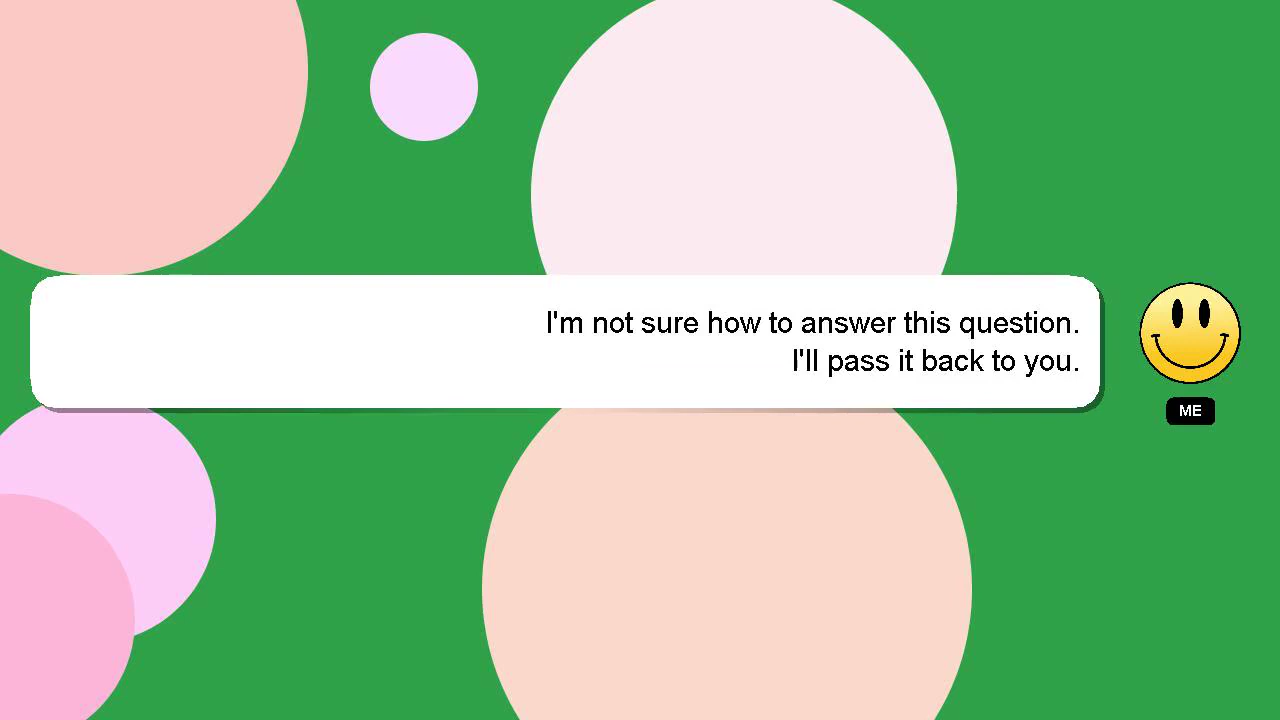 I'm not sure how to answer this question.
I'll pass it back to you.
ME